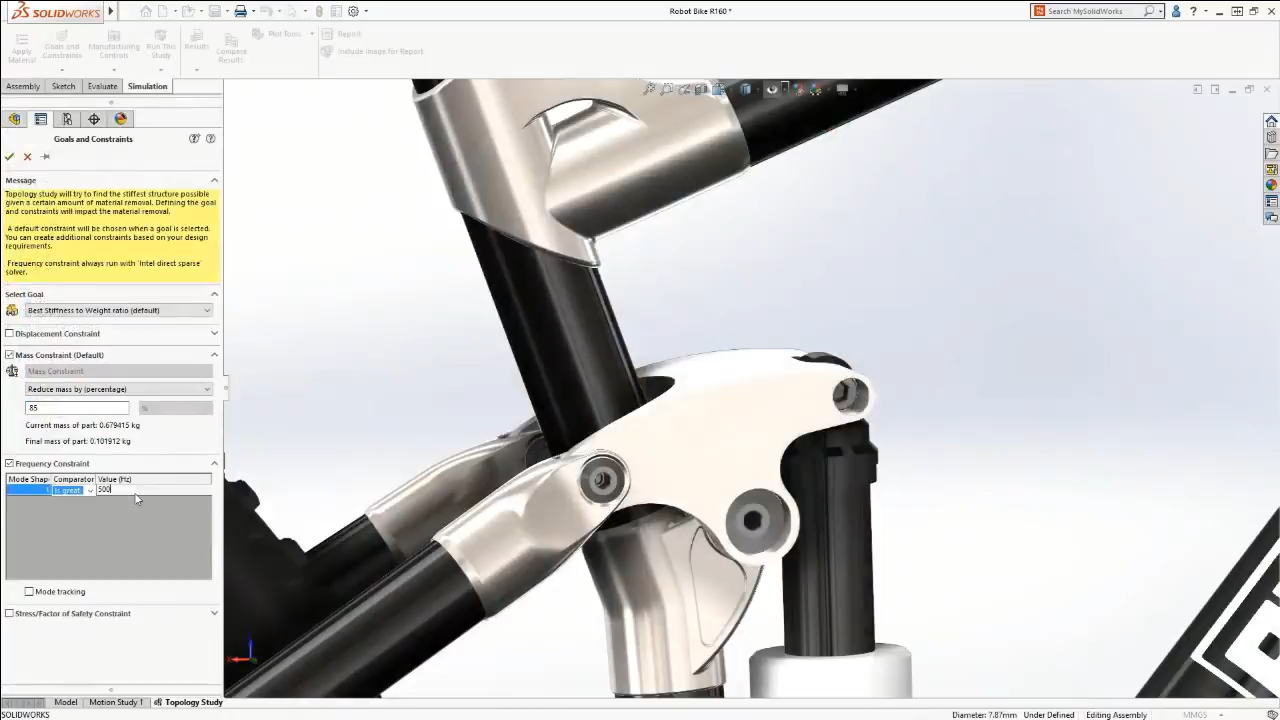 SOLIDWORKS
Robot Bike R160 *
Search MySolidWorks
Apply Material
Goals and Constraints
Manufacturing Controls
Run This Study
Results
Compare Results
Plot Tools
Report
Include Image for Report
Assembly
Sketch
Evaluate
Simulation
Goals and Constraints
Message
Topology study will try to find the stiffest structure possible
given a certain amount of material removal. Defining the goal
and constraints will impact the material removal.
A default constraint will be chosen when a goal is selected.
You can create additional constraints based on your design
requirements.
Frequency constraint always run with 'Intel direct sparse'
solver.
Select Goal
Best Stiffness to Weight ratio (default)
Displacement Constraint
Mass Constraint (Default)
Mass Constraint
Reduce mass by (percentage)
85
%
Current mass of part: 0.679415 kg
Final mass of part: 0.101912 kg
Frequency Constraint
Mode Shap Comparator Value (Hz)
Is great 500
Mode tracking
Stress/Factor of Safety Constraint
Model
Motion Study 1
Topology Study
SOLIDWORKS
Diameter: 7.87mm
Under Defined
Editing Assembly
MMGS